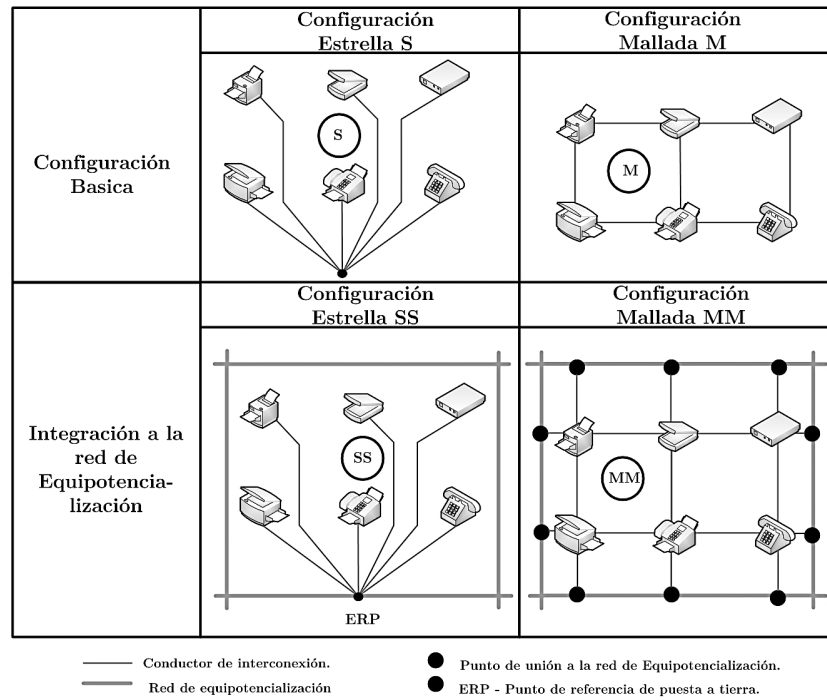 Configuración
Estrella S
Configuración
Mallada M
Configuración
Basica
S
M
Configuración
Estrella SS
Configuración
Mallada MM
Integración a la
red de
Equipotencia-
lización
SS
MM
ERP
Conductor de interconexión.
Punto de unión a la red de Equipotencialización.
Red de equipotencialización
ERP - Punto de referencia de puesta a tierra.